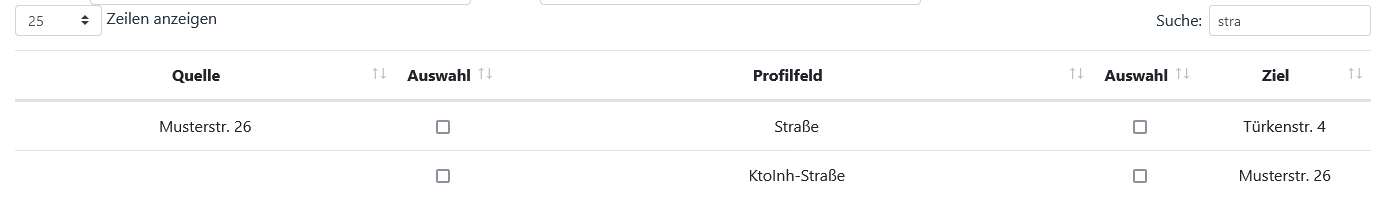 25 Zeilen anzeigen Suche: stra
Quelle Auswahl Profilfeld Auswahl Ziel
Musterstr. 26 Straße Türkenstr. 4
KtoInh-Straße Musterstr. 26